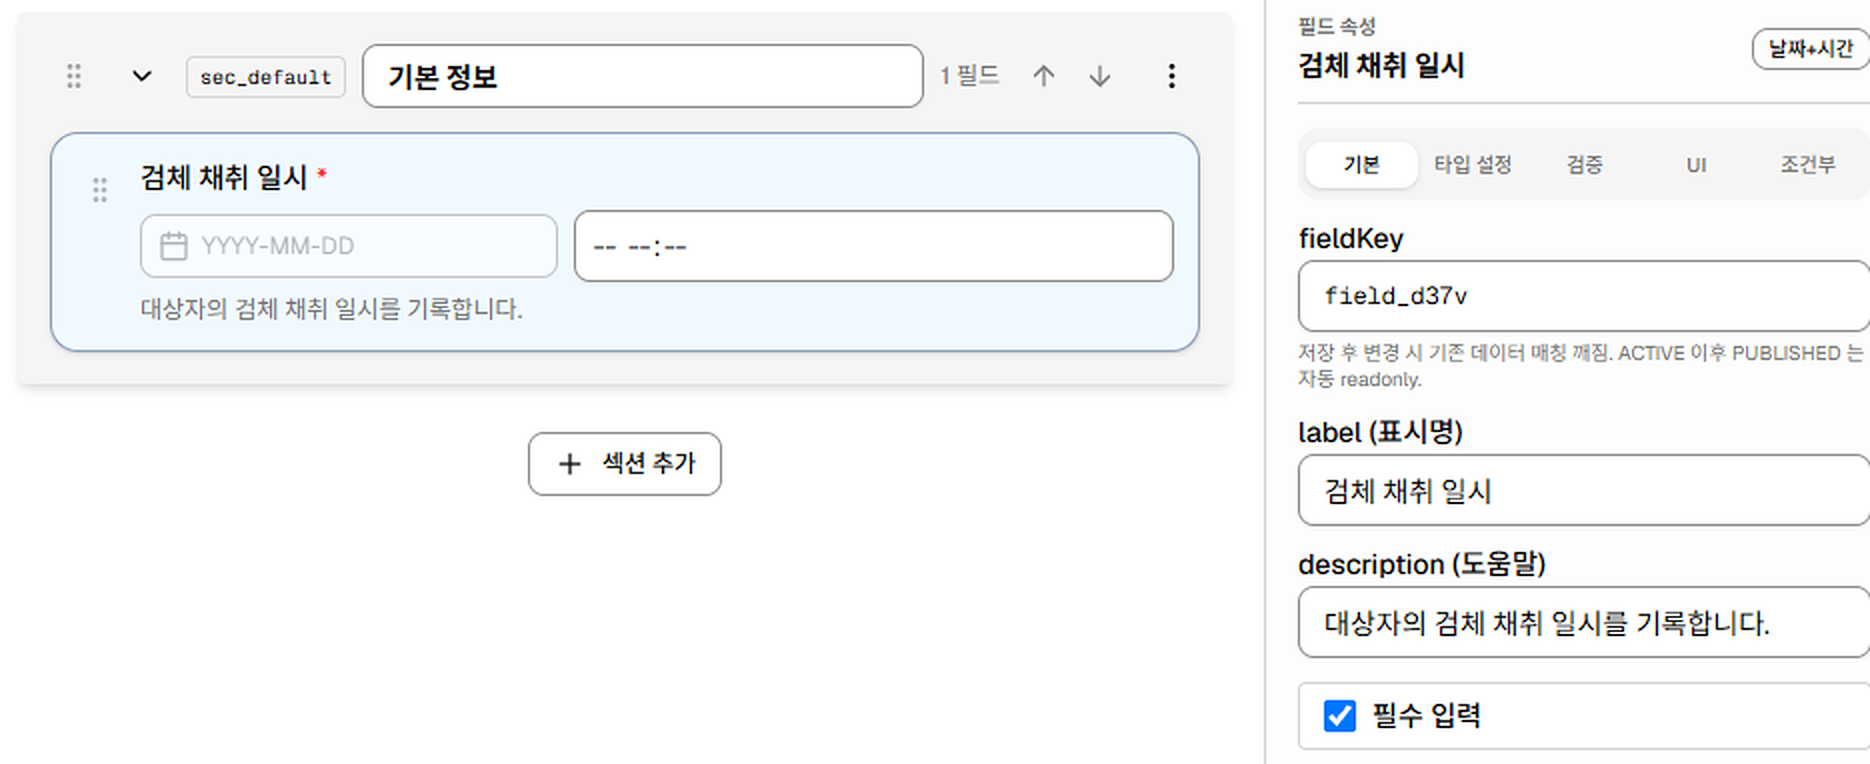 sec_default
기본 정보
1 필드
검체 채취 일시 *
YYYY-MM-DD
-- --:--
대상자의 검체 채취 일시를 기록합니다.
섹션 추가
필드 속성
검체 채취 일시
날짜+시간
기본 타입 설정 검증 UI 조건부
fieldKey
field_d37v
저장 후 변경 시 기존 데이터 매칭 깨짐. ACTIVE 이후 PUBLISHED 는
자동 readonly.
label (표시명)
검체 채취 일시
description (도움말)
대상자의 검체 채취 일시를 기록합니다.
필수 입력